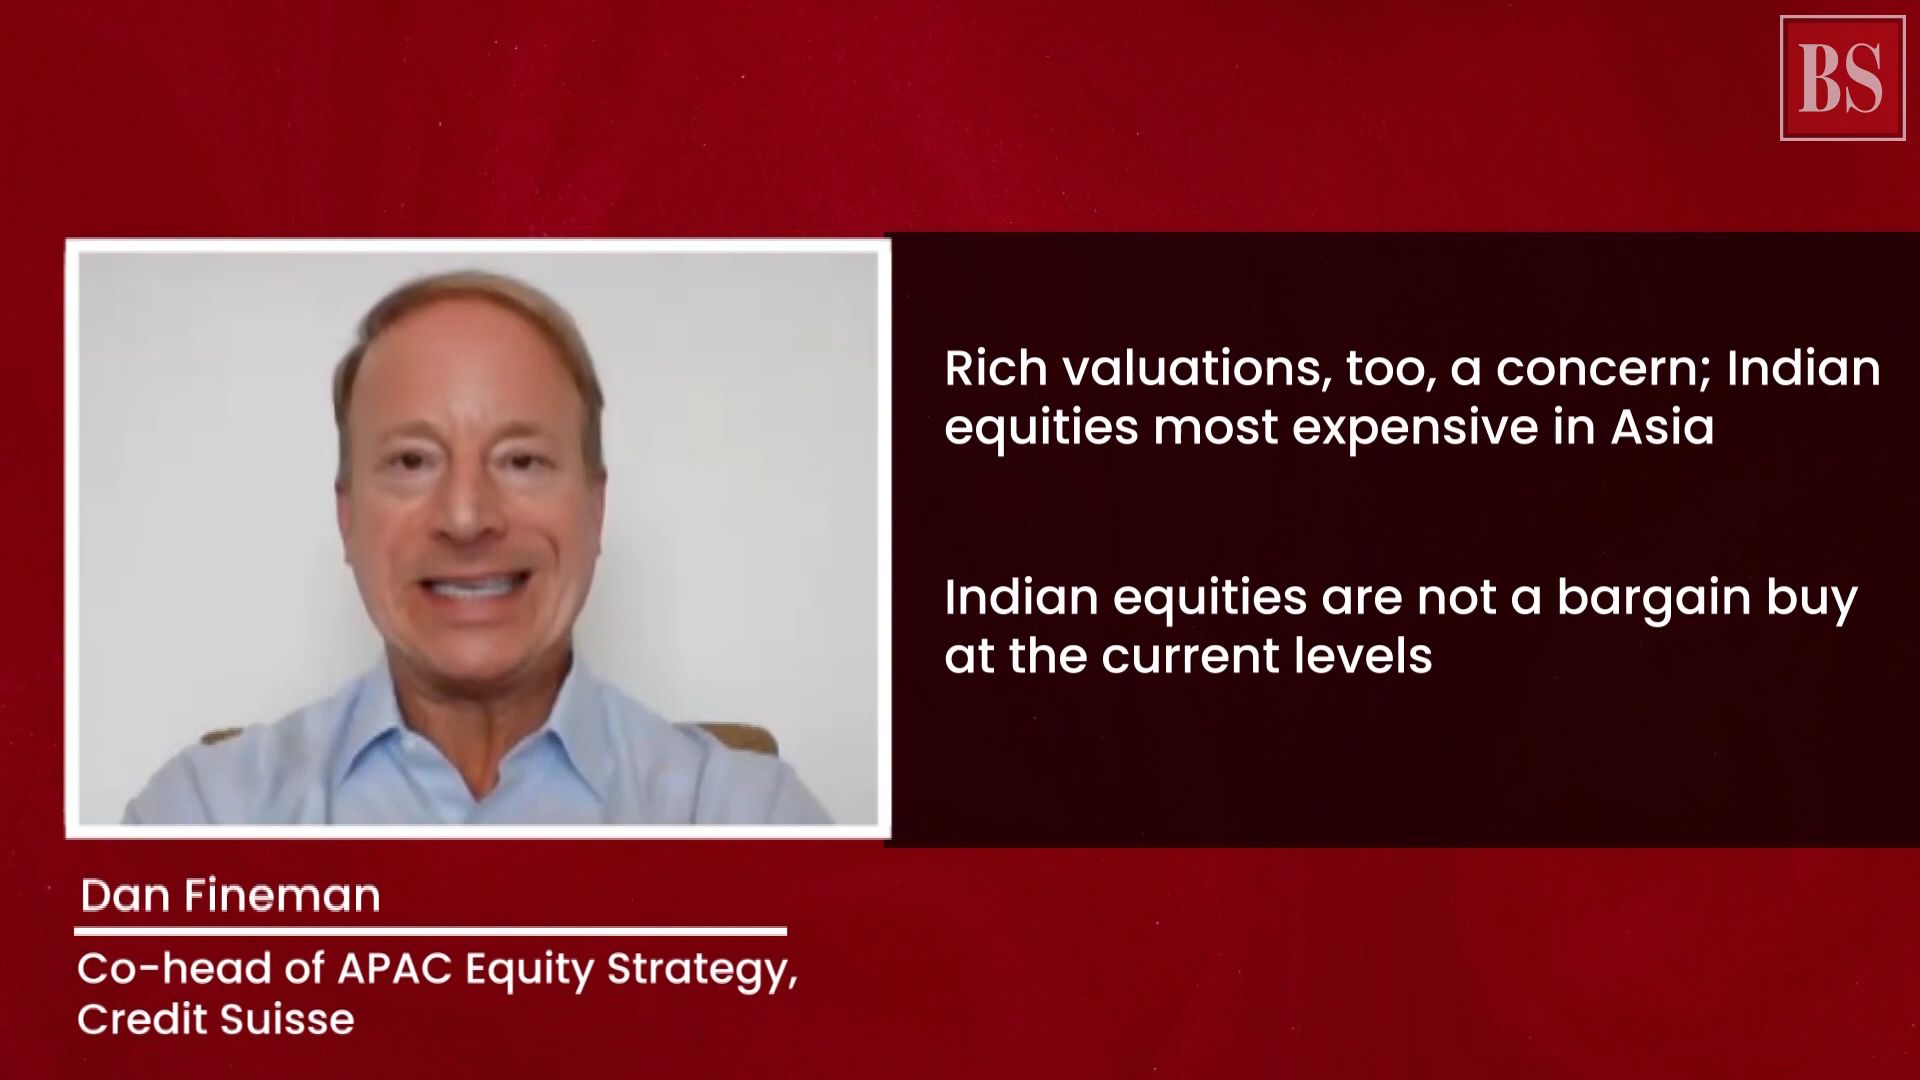 BS
Rich valuations, too, a concern; Indian
equities most expensive in Asia
Indian equities are not a bargain buy
at the current levels
Dan Fineman
Co-head of APAC Equity Strategy,
Credit Suisse